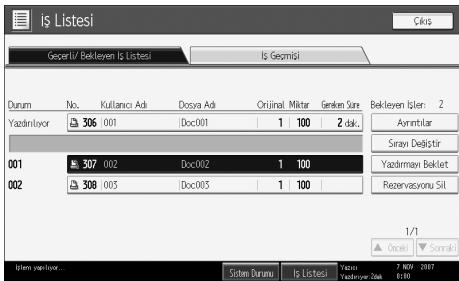 İş Listesi
Çıkış
Geçerli/ Bekleyen İş Listesi
İş Geçmişi
Durum No. Kullanıcı Adı Dosya Adı Orijinal Miktar Gereken Süre Bekleyen İşler: 2
Yazdırılıyor 306 001 Doc001 1 100 2 dak. Ayrıntılar
Sırayı Değiştir
001 307 002 Doc002 1 100 Yazdırmayı Beklet
002 308 003 Doc003 1 100 Rezervasyonu Sil
1/1
Önceki Sonraki
İşlem yapılıyor... Sistem Durumu İş Listesi Yazıcı 7 NOV 2007
Yazdırıyor:2dak 0:00